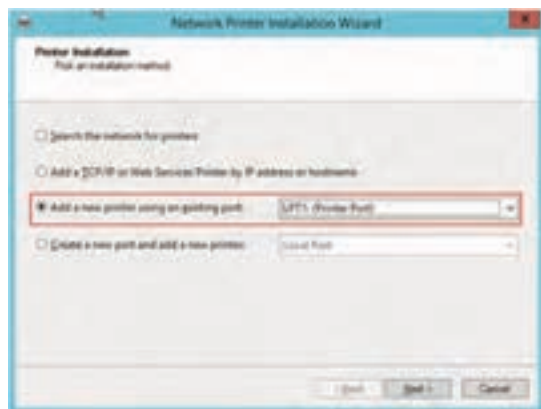 Network Printer Installation Wizard
Printer Installation
Pick an installation method.
Search the network for printers
Add a TCP/IP or Web Services Printer by IP address or hostname
Add a new printer using an existing port:
LPT1: (Printer Port)
Create a new port and add a new printer:
Local Port
< Back
Next >
Cancel